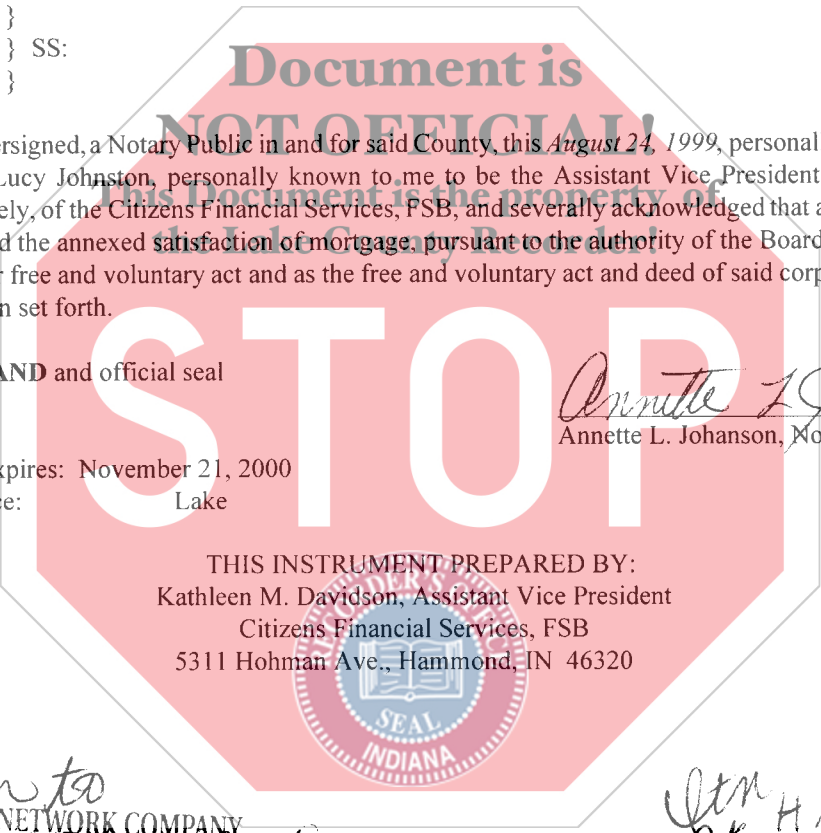 }
} SS:
}
Document is
NOT OFFICIAL!
This Document is the property of
the Lake County Recorder!
ersigned, a Notary Public in and for said County, this August 24, 1999, personal
Lucy Johnston, personally known to me to be the Assistant Vice President
ely, of the Citizens Financial Services, FSB, and severally acknowledged that a
d the annexed satisfaction of mortgage, pursuant to the authority of the Board
r free and voluntary act and as the free and voluntary act and deed of said corp
n set forth.
STOP
AND and official seal
Annette L J
Annette L. Johanson, No
xpires: November 21, 2000
ce: Lake
THIS INSTRUMENT PREPARED BY:
Kathleen M. Davidson, Assistant Vice President
Citizens Financial Services, FSB
5311 Hohman Ave., Hammond, IN 46320
RECORDER'S OFFICE
SEAL
INDIANA
to
NETWORK COMPANY